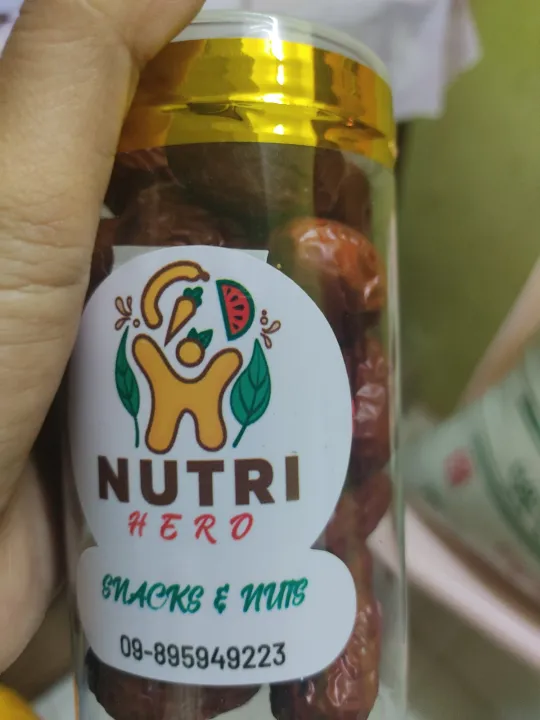 NUTRI
HERO
SNACKS & NUTS
09-895949223